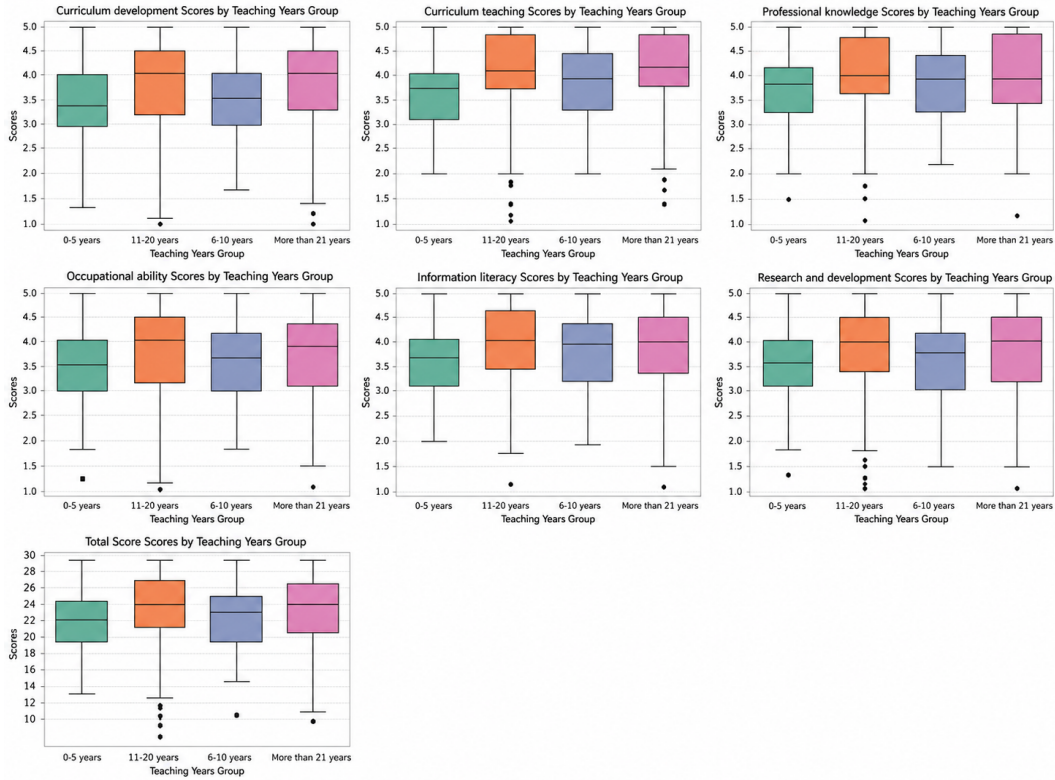 Curriculum development Scores by Teaching Years Group
5.0
4.5
4.0
3.5
3.0
2.5
2.0
1.5
1.0
Scores
0-5 years 11-20 years 6-10 years More than 21 years
Teaching Years Group
Curriculum teaching Scores by Teaching Years Group
5.0
4.5
4.0
3.5
3.0
2.5
2.0
1.5
1.0
Scores
0-5 years 11-20 years 6-10 years More than 21 years
Teaching Years Group
Professional knowledge Scores by Teaching Years Group
5.0
4.5
4.0
3.5
3.0
2.5
2.0
1.5
1.0
Scores
0-5 years 11-20 years 6-10 years More than 21 years
Teaching Years Group
Occupational ability Scores by Teaching Years Group
5.0
4.5
4.0
3.5
3.0
2.5
2.0
1.5
1.0
Scores
0-5 years 11-20 years 6-10 years More than 21 years
Teaching Years Group
Information literacy Scores by Teaching Years Group
5.0
4.5
4.0
3.5
3.0
2.5
2.0
1.5
1.0
Scores
0-5 years 11-20 years 6-10 years More than 21 years
Teaching Years Group
Research and development Scores by Teaching Years Group
5.0
4.5
4.0
3.5
3.0
2.5
2.0
1.5
1.0
Scores
0-5 years 11-20 years 6-10 years More than 21 years
Teaching Years Group
Total Score Scores by Teaching Years Group
30
28
26
24
22
20
18
16
14
12
10
Scores
0-5 years 11-20 years 6-10 years More than 21 years
Teaching Years Group